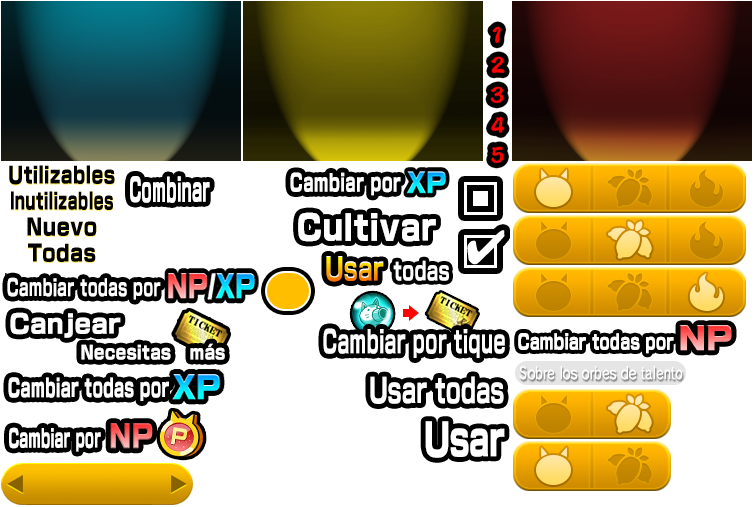 1
2
3
4
5
Utilizables
Inutilizables
Nuevo
Todas
Combinar
Cambiar por XP
Cultivar
Usar todas
Cambiar todas por NP/XP
Canjear
TICKET
Necesitas más
TICKET
Cambiar por tique
Cambiar todas por NP
Sobre los orbes de talento
Cambiar todas por XP
Usar todas
Cambiar por NP
P
Usar